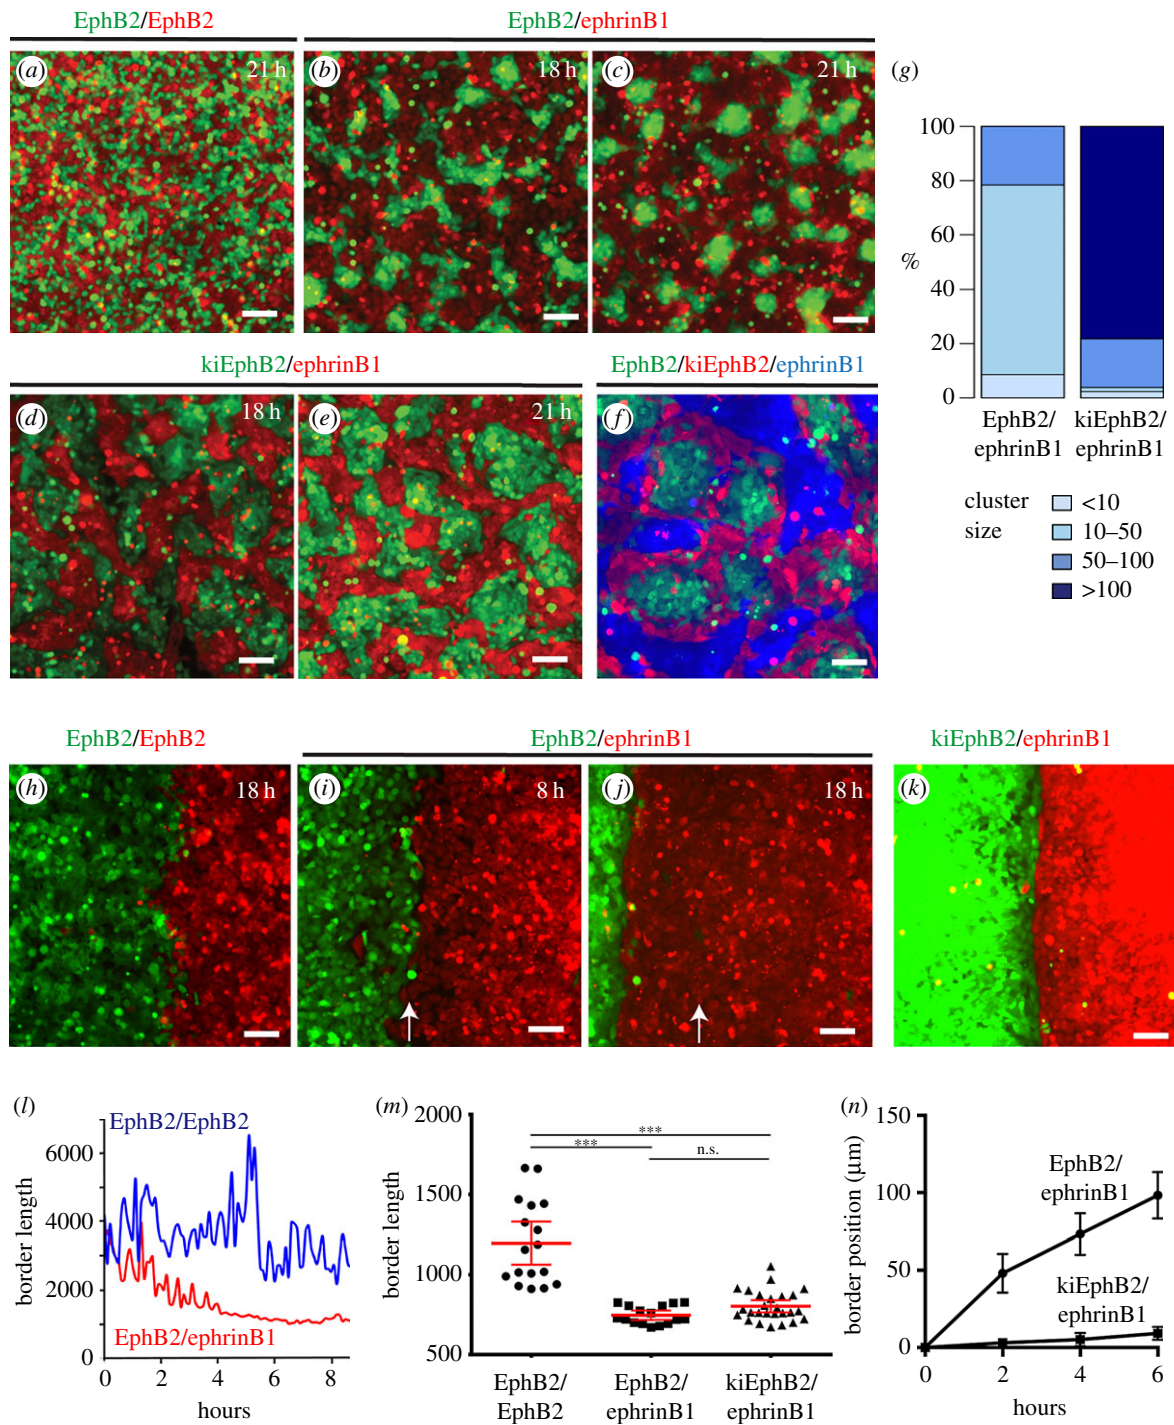 EphB2/EphB2
EphB2/ephrinB1
(a)
21 h
(b)
18 h
(c)
21 h
(g)
100
80
60
%
40
20
0
EphB2/
ephrinB1
kiEphB2/
ephrinB1
cluster
size
<10
10–50
50–100
>100
kiEphB2/ephrinB1
EphB2/kiEphB2/ephrinB1
(d)
18 h
(e)
21 h
(f)
EphB2/EphB2
EphB2/ephrinB1
kiEphB2/ephrinB1
(h)
18 h
(i)
8 h
(j)
18 h
(k)
(l)
EphB2/EphB2
6000
4000
2000
0
border length
EphB2/ephrinB1
0 2 4 6 8
hours
(m)
2000
1500
1000
500
border length
***
***
n.s.
EphB2/
EphB2
EphB2/
ephrinB1
kiEphB2/
ephrinB1
(n)
150
100
50
0
border position (µm)
EphB2/
ephrinB1
kiEphB2/
ephrinB1
0 2 4 6
hours